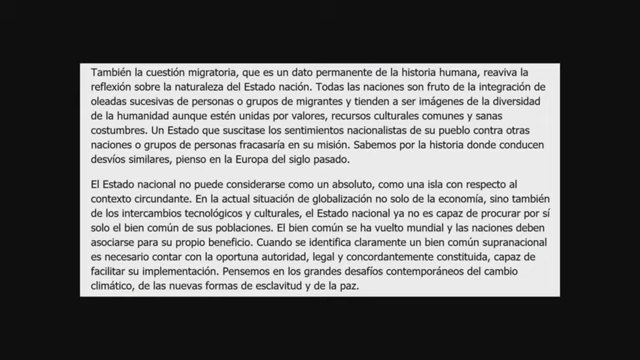 También la cuestión migratoria, que es un dato permanente de la historia humana, reaviva la
reflexión sobre la naturaleza del Estado nación. Todas las naciones son fruto de la integración de
oleadas sucesivas de personas o grupos de migrantes y tienden a ser imágenes de la diversidad
de la humanidad aunque estén unidas por valores, recursos culturales comunes y sanas
costumbres. Un Estado que suscitase los sentimientos nacionalistas de su pueblo contra otras
naciones o grupos de personas fracasaría en su misión. Sabemos por la historia donde conducen
desvíos similares, pienso en la Europa del siglo pasado.
El Estado nacional no puede considerarse como un absoluto, como una isla con respecto al
contexto circundante. En la actual situación de globalización no solo de la economía, sino también
de los intercambios tecnológicos y culturales, el Estado nacional ya no es capaz de procurar por sí
solo el bien común de sus poblaciones. El bien común se ha vuelto mundial y las naciones deben
asociarse para su propio beneficio. Cuando se identifica claramente un bien común supranacional
es necesario contar con la oportuna autoridad, legal y concordantemente constituida, capaz de
facilitar su implementación. Pensemos en los grandes desafíos contemporáneos del cambio
climático, de las nuevas formas de esclavitud y de la paz.